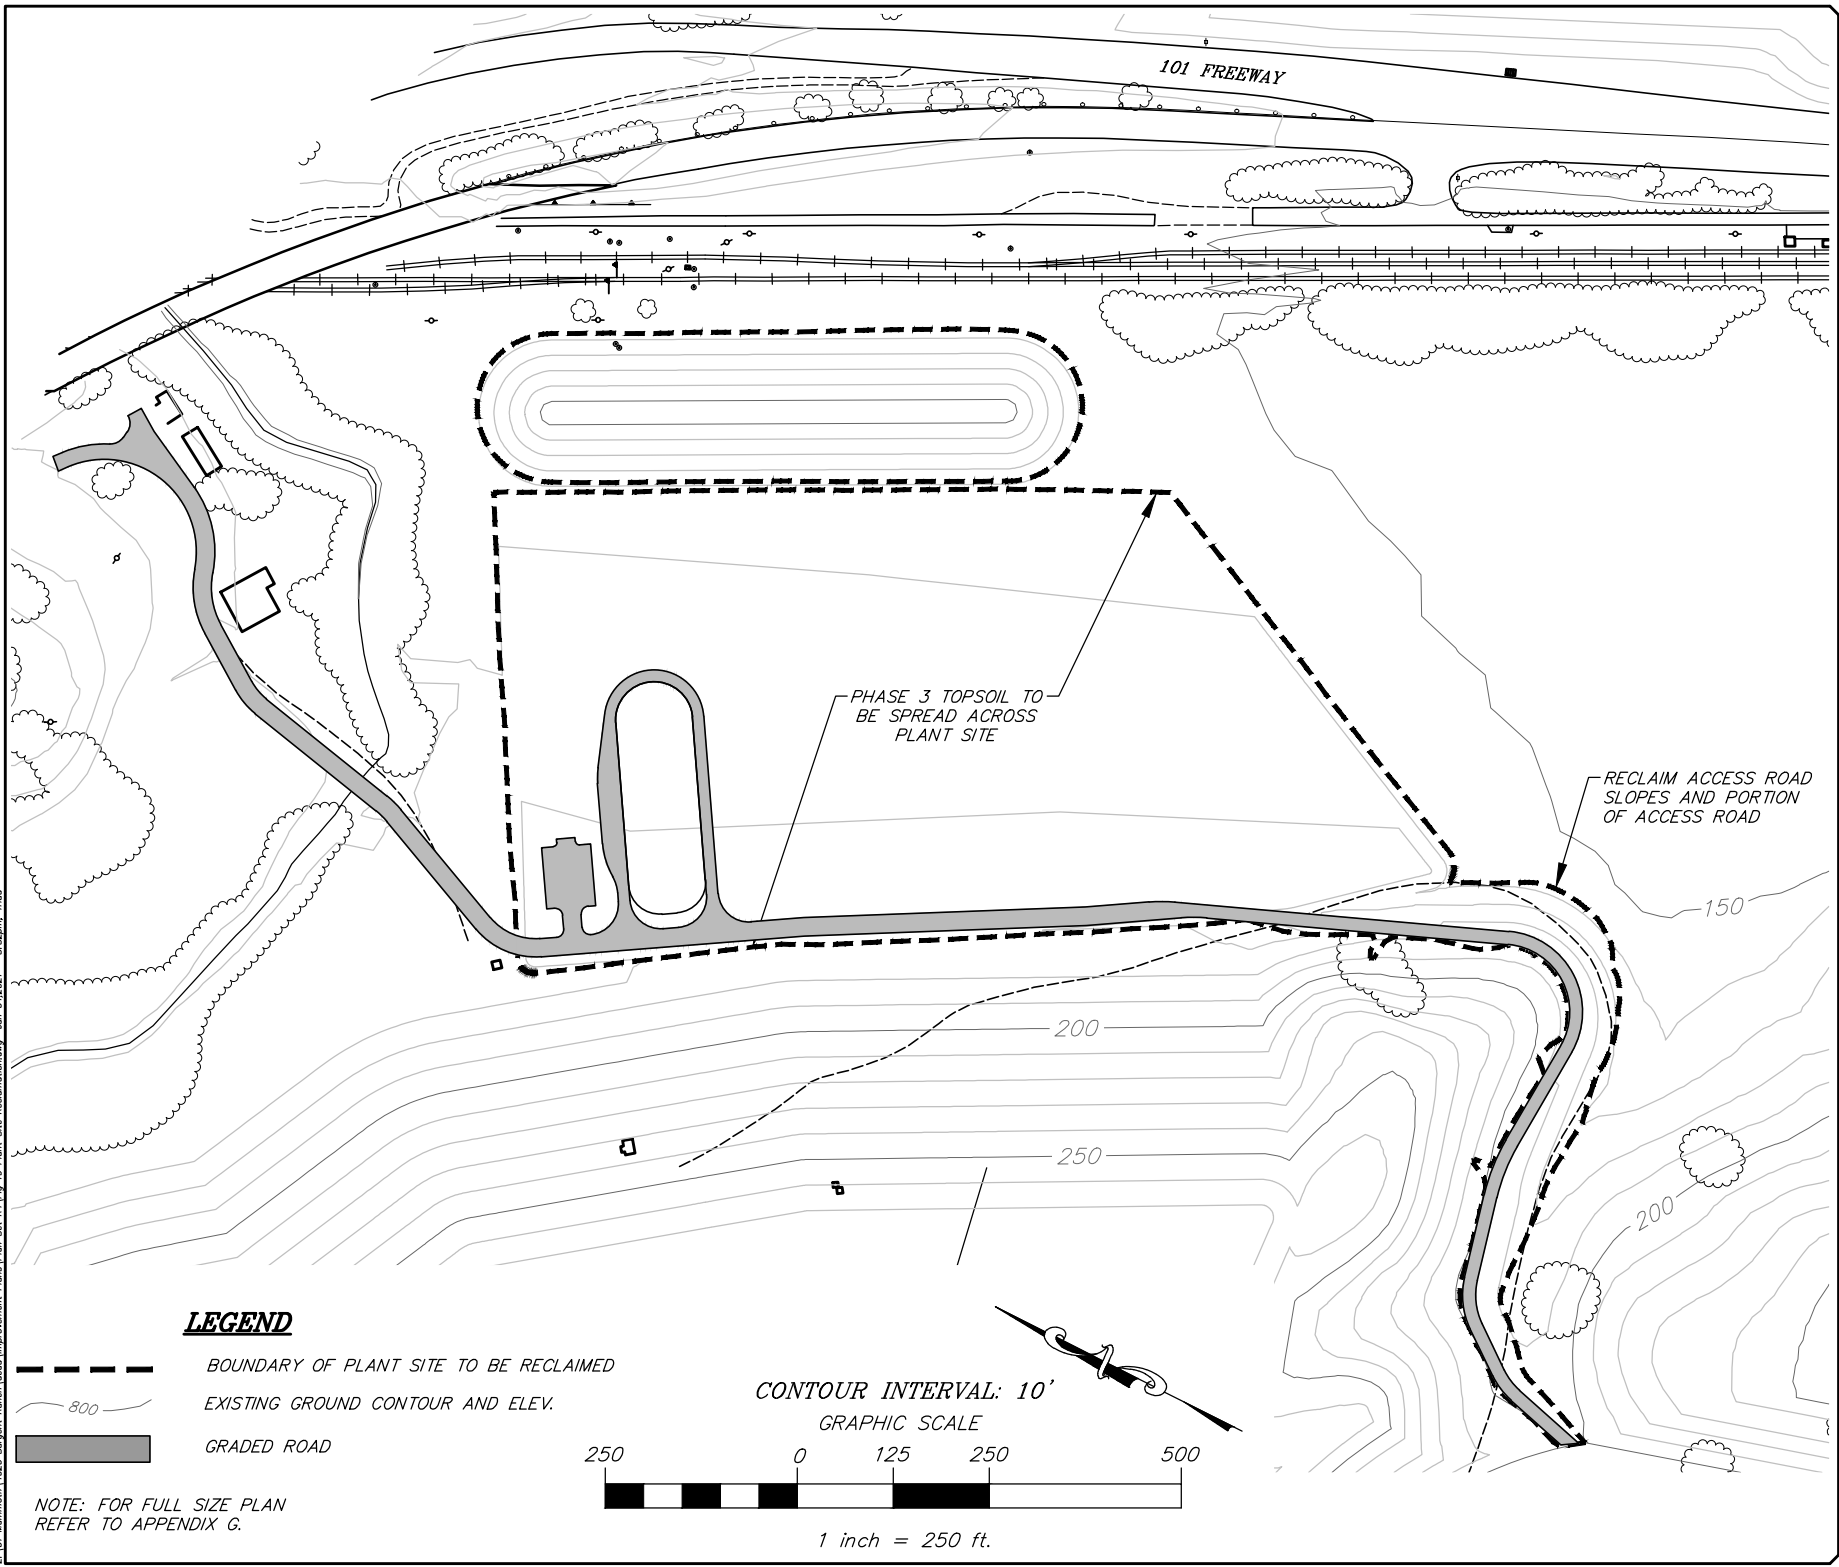 101 FREEWAY
PHASE 3 TOPSOIL TO
BE SPREAD ACROSS
PLANT SITE
RECLAIM ACCESS ROAD
SLOPES AND PORTION
OF ACCESS ROAD
150
200
250
200
LEGEND
BOUNDARY OF PLANT SITE TO BE RECLAIMED
800
EXISTING GROUND CONTOUR AND ELEV.
GRADED ROAD
NOTE: FOR FULL SIZE PLAN
REFER TO APPENDIX G.
CONTOUR INTERVAL: 10'
GRAPHIC SCALE
250 0 125 250 500
1 inch = 250 ft.